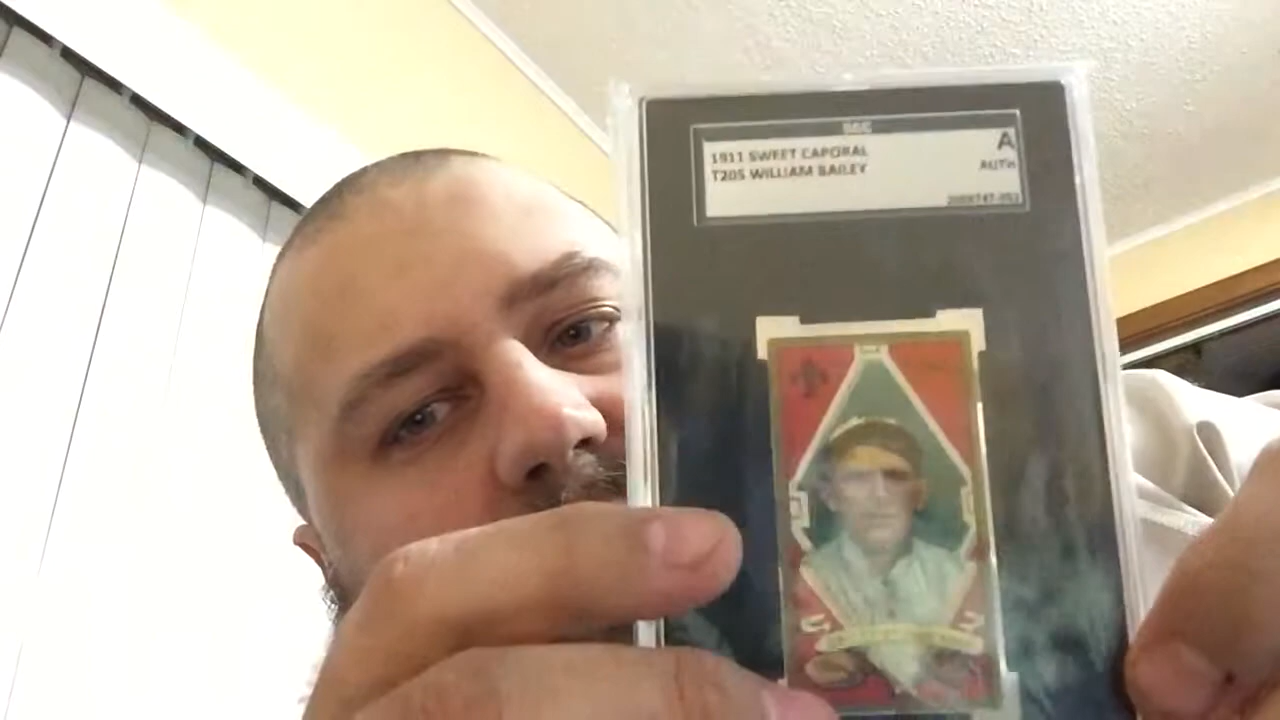 SGC
1911 SWEET CAPORAL
A
T205 WILLIAM BAILEY
AUTH